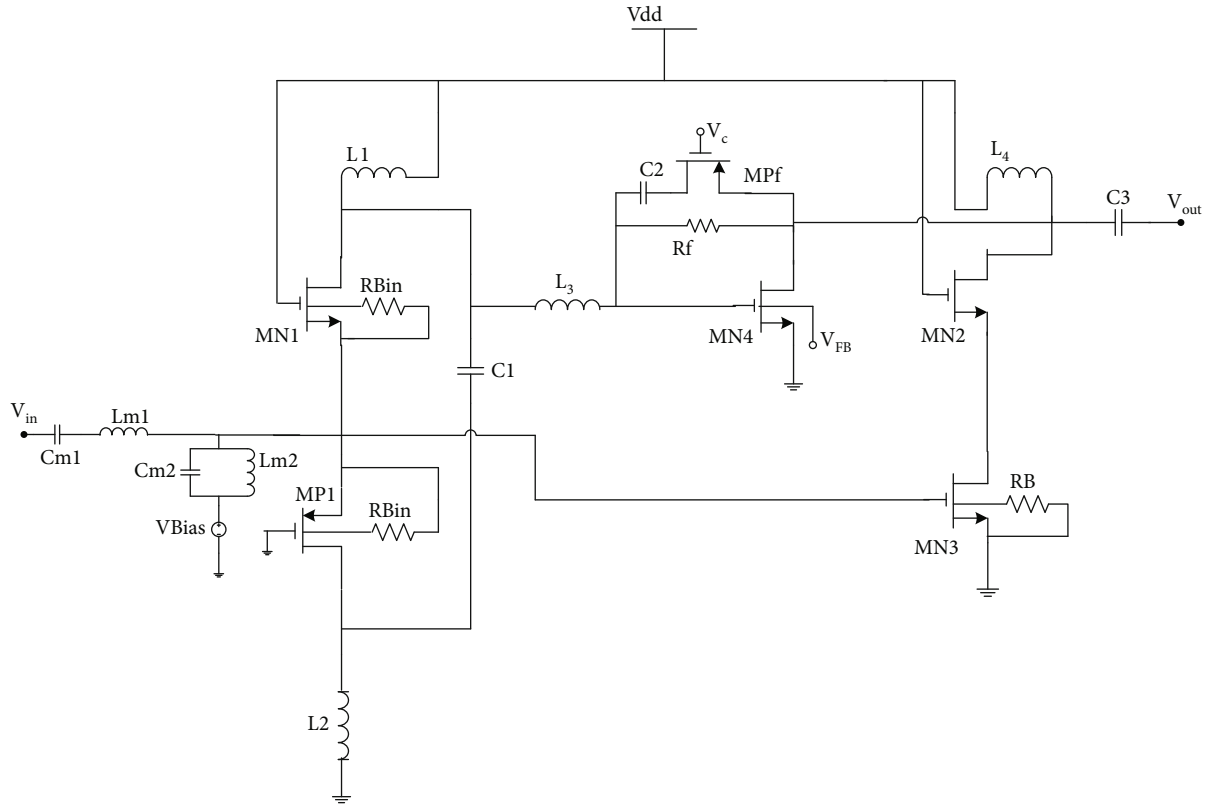 Vdd
L1
C2
Vc
MPf
Rf
L4
C3
Vout
RBin
MN1
L3
MN4
VFB
MN2
C1
Vin
Cm1
Lm1
Cm2
Lm2
VBias
MP1
RBin
MN3
RB
L2